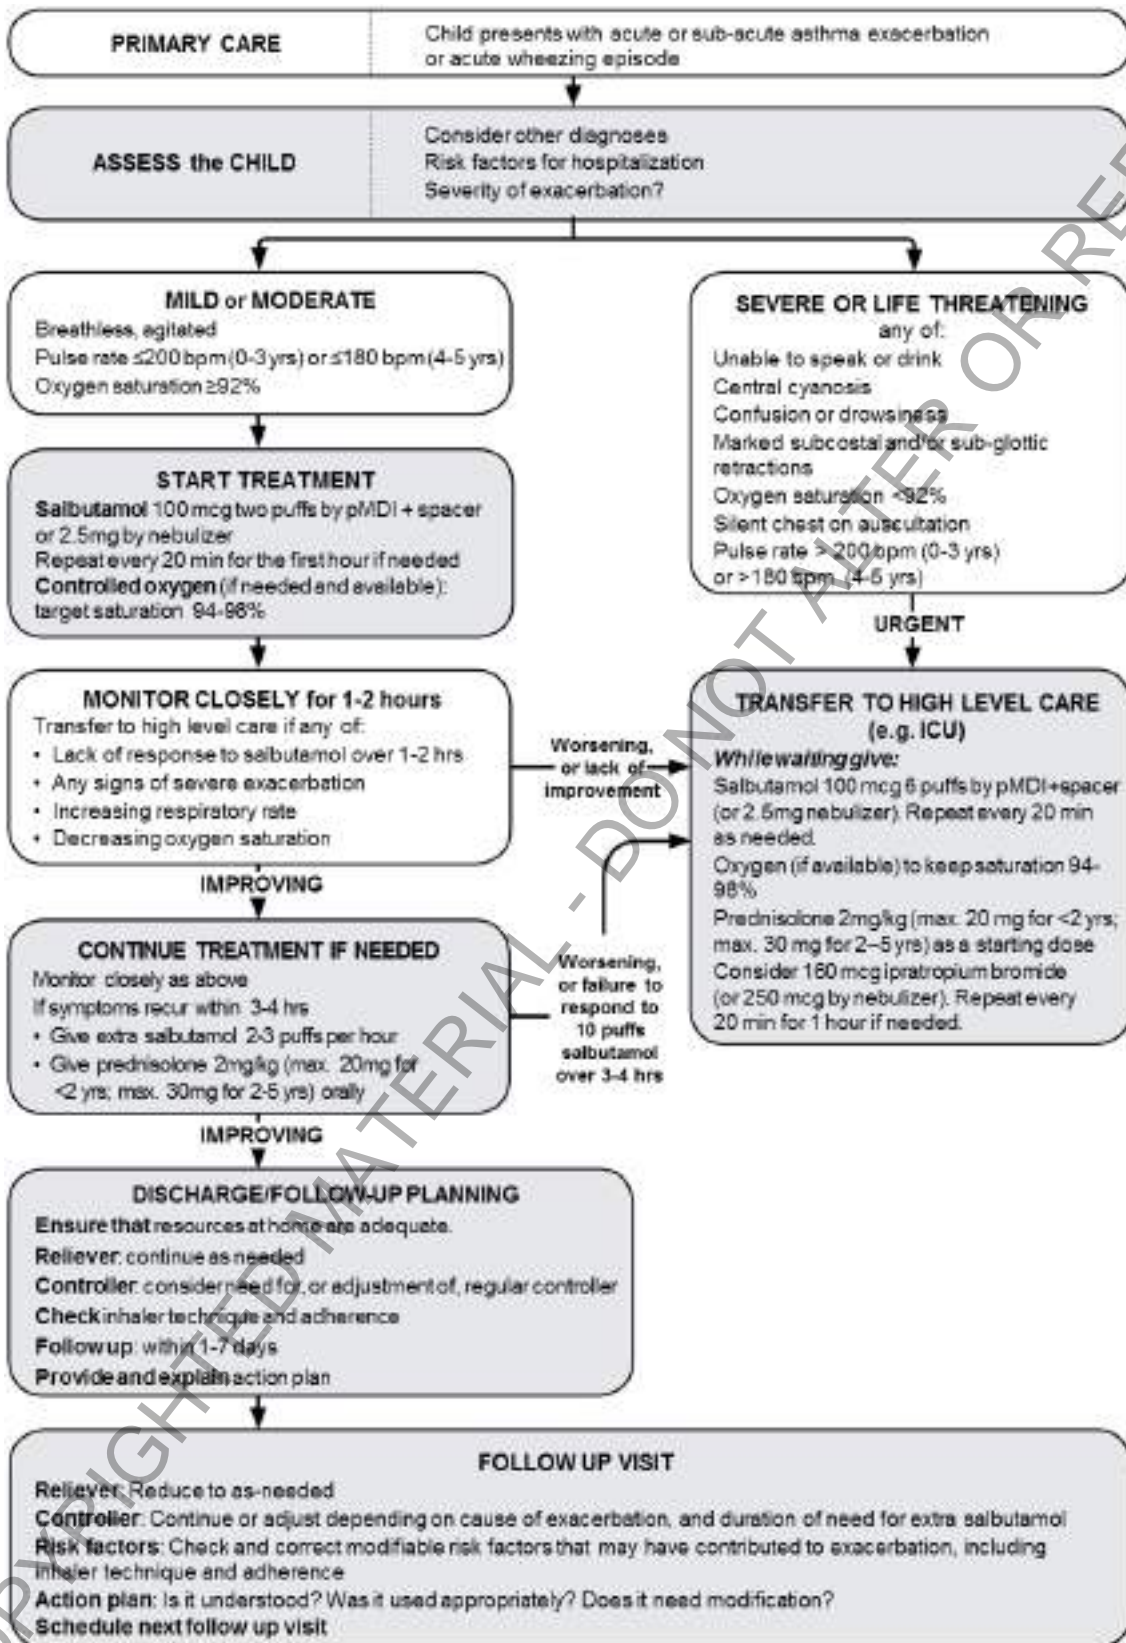 PRIMARY CARE
Child presents with acute or sub-acute asthma exacerbation
or acute wheezing episode
ASSESS the CHILD
Consider other diagnoses
Risk factors for hospitalization
Severity of exacerbation?
MILD or MODERATE
Breathless, agitated
Pulse rate ≤200 bpm (0-3 yrs) or ≤180 bpm (4-5 yrs)
Oxygen saturation ≥92%
SEVERE OR LIFE THREATENING
any of:
Unable to speak or drink
Central cyanosis
Confusion or drowsiness
Marked subcostal and/or sub-glottic
retractions
Oxygen saturation <92%
Silent chest on auscultation
Pulse rate > 200 bpm (0-3 yrs)
or >180 bpm (4-5 yrs)
START TREATMENT
Salbutamol 100 mcg two puffs by pMDI + spacer
or 2.5mg by nebulizer
Repeat every 20 min for the first hour if needed
Controlled oxygen (if needed and available):
target saturation 94-98%
URGENT
MONITOR CLOSELY for 1-2 hours
Transfer to high level care if any of:
• Lack of response to salbutamol over 1-2 hrs
• Any signs of severe exacerbation
• Increasing respiratory rate
• Decreasing oxygen saturation
Worsening,
or lack of
improvement
TRANSFER TO HIGH LEVEL CARE
(e.g. ICU)
While waiting give:
Salbutamol 100 mcg 6 puffs by pMDI+spacer
(or 2.5mg nebulizer). Repeat every 20 min
as needed.
Oxygen (if available) to keep saturation 94-
98%
Prednisolone 2mg/kg (max. 20 mg for <2 yrs;
max. 30 mg for 2–5 yrs) as a starting dose
Consider 160 mcg ipratropium bromide
(or 250 mcg by nebulizer). Repeat every
20 min for 1 hour if needed.
IMPROVING
CONTINUE TREATMENT IF NEEDED
Monitor closely as above
If symptoms recur within 3-4 hrs
• Give extra salbutamol 2-3 puffs per hour
• Give prednisolone 2mg/kg (max. 20mg for
<2 yrs; max. 30mg for 2-5 yrs) orally
Worsening,
or failure to
respond to
10 puffs
salbutamol
over 3-4 hrs
IMPROVING
DISCHARGE/FOLLOW-UP PLANNING
Ensure that resources at home are adequate.
Reliever: continue as needed
Controller: consider need for, or adjustment of, regular controller
Check inhaler technique and adherence
Follow up: within 1-7 days
Provide and explain action plan
FOLLOW UP VISIT
Reliever: Reduce to as-needed
Controller: Continue or adjust depending on cause of exacerbation, and duration of need for extra salbutamol
Risk factors: Check and correct modifiable risk factors that may have contributed to exacerbation, including
inhaler technique and adherence
Action plan: Is it understood? Was it used appropriately? Does it need modification?
Schedule next follow up visit
COPYRIGHTED MATERIAL - DO NOT ALTER OR